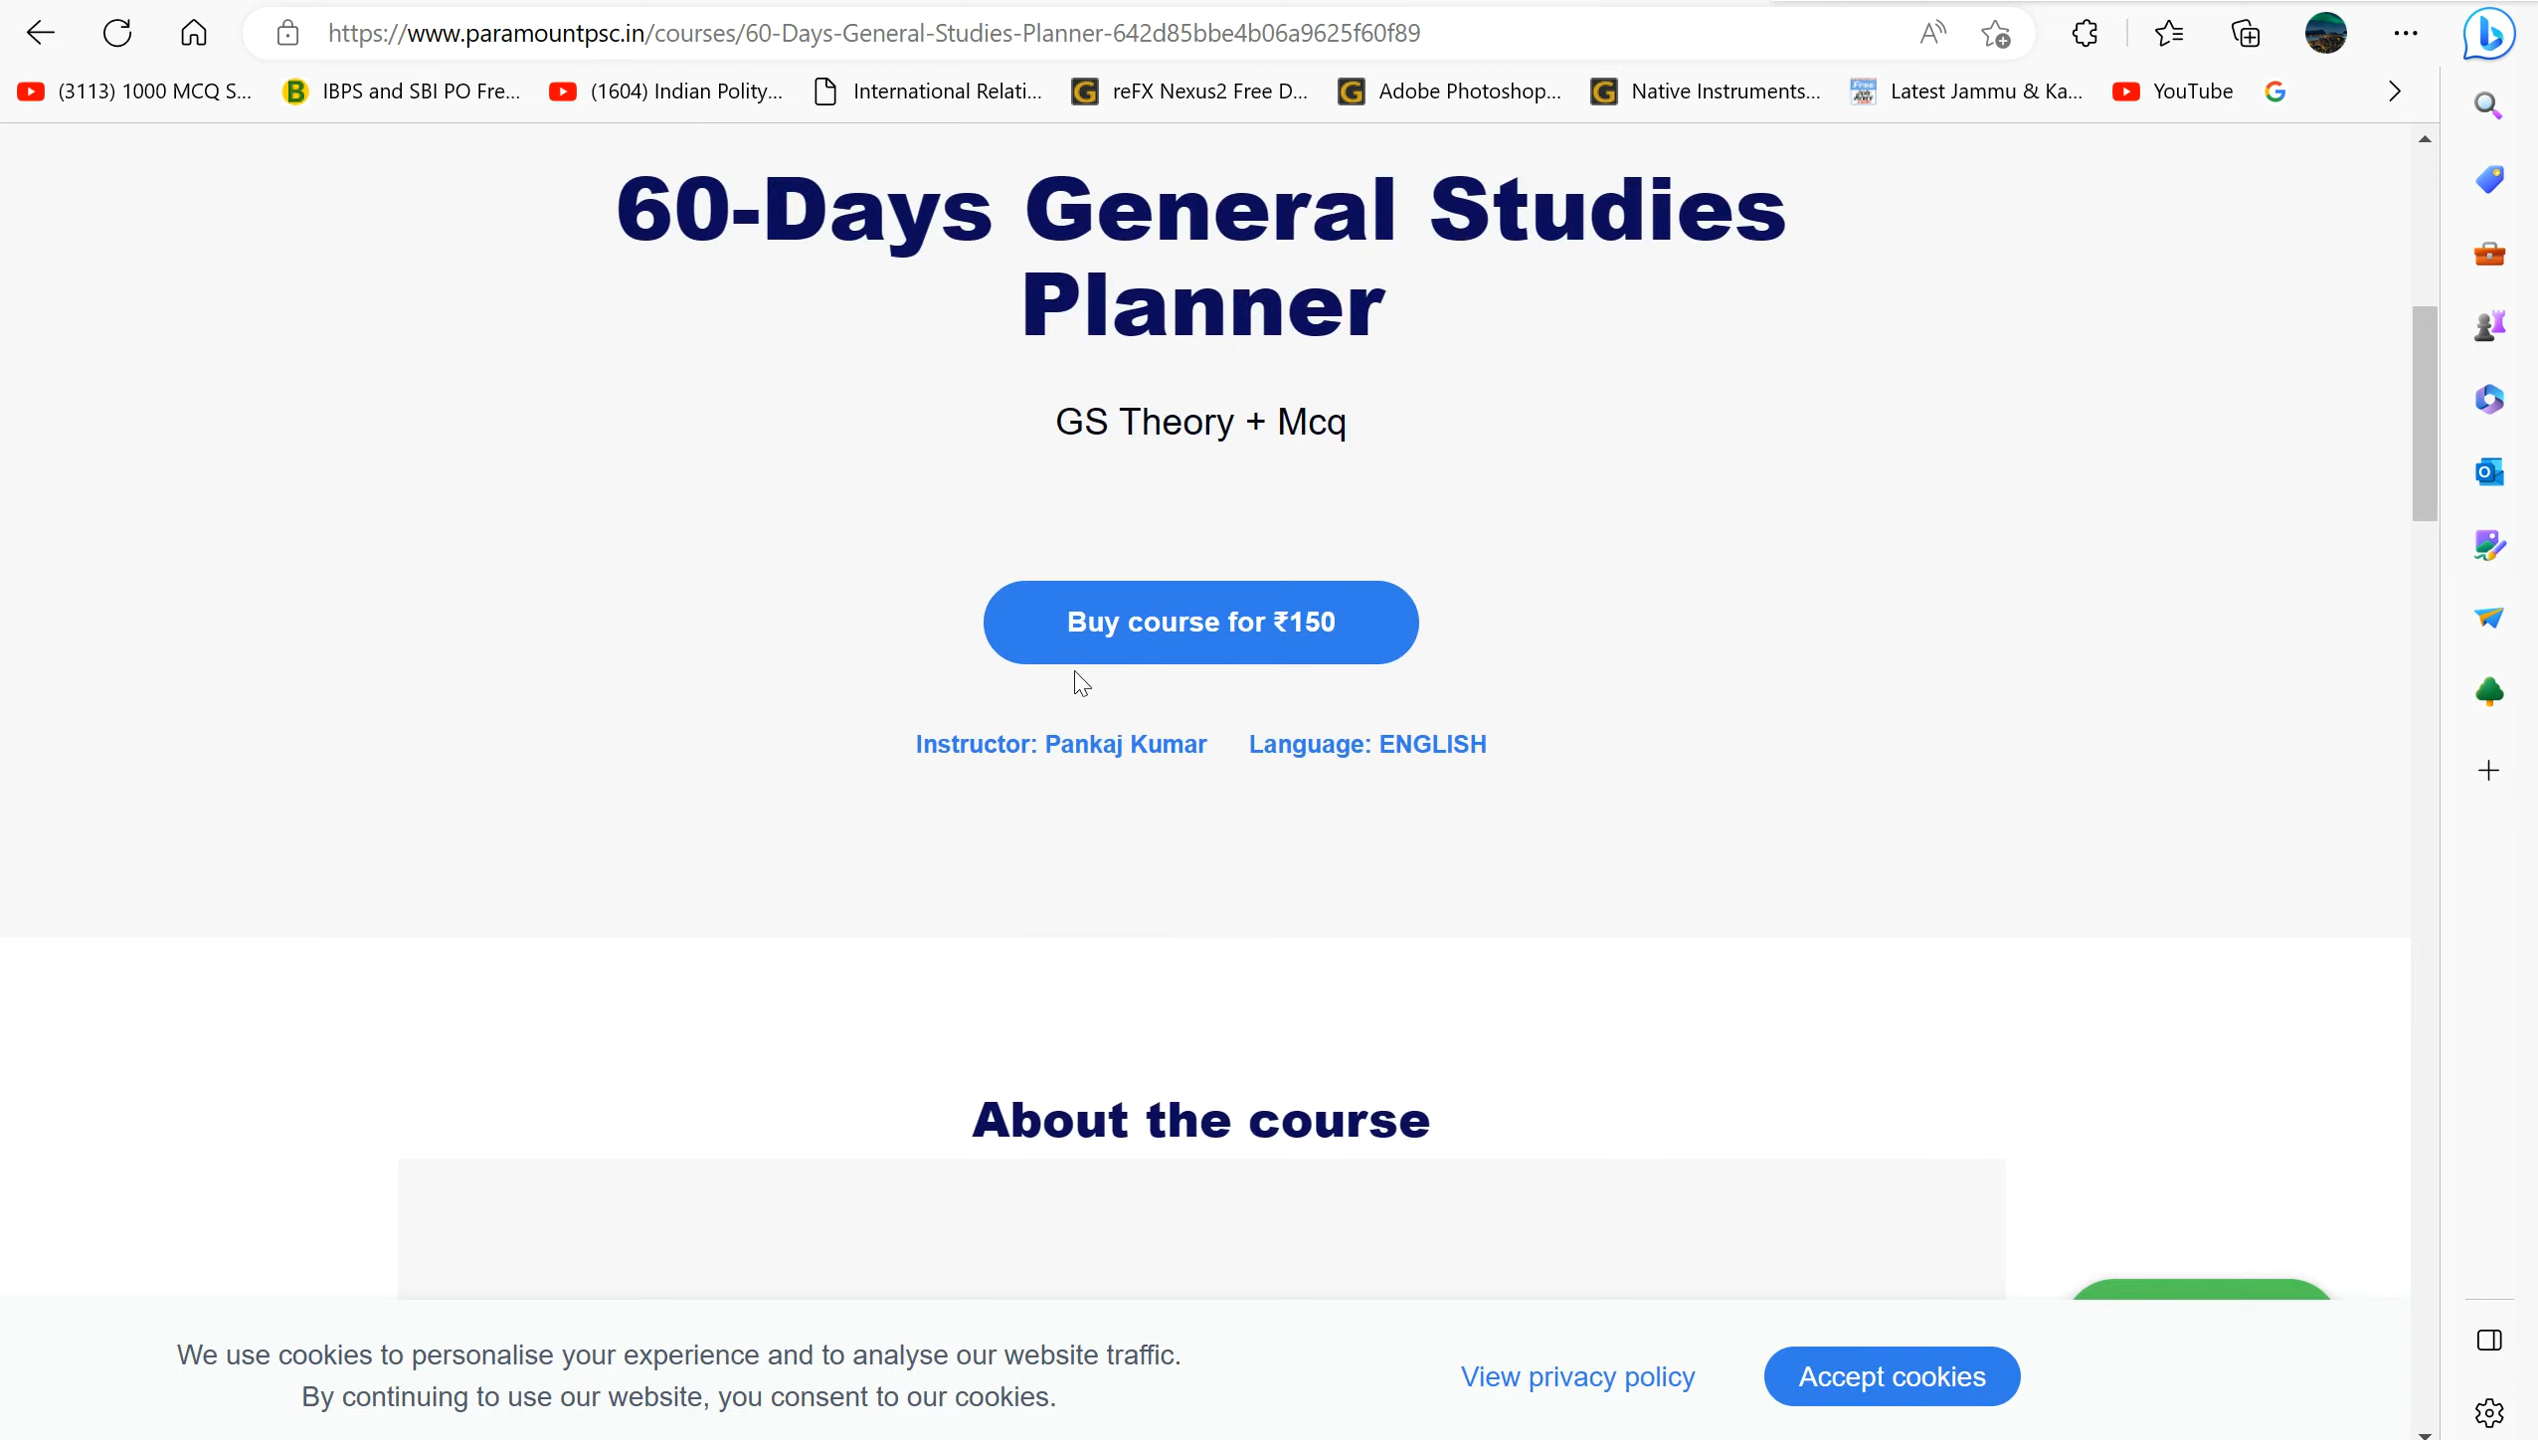 https://www.paramountpsc.in/courses/60-Days-General-Studies-Planner-642d85bbe4b06a9625f60f89
(3113) 1000 MCQ S... IBPS and SBI PO Fre... (1604) Indian Polity,... International Relati... reFX Nexus2 Free D... Adobe Photoshop... Native Instruments... Latest Jammu & Ka... YouTube
60-Days General Studies
Planner
GS Theory + Mcq
Buy course for ₹150
Instructor: Pankaj Kumar Language: ENGLISH
About the course
We use cookies to personalise your experience and to analyse our website traffic.
By continuing to use our website, you consent to our cookies.
View privacy policy
Accept cookies